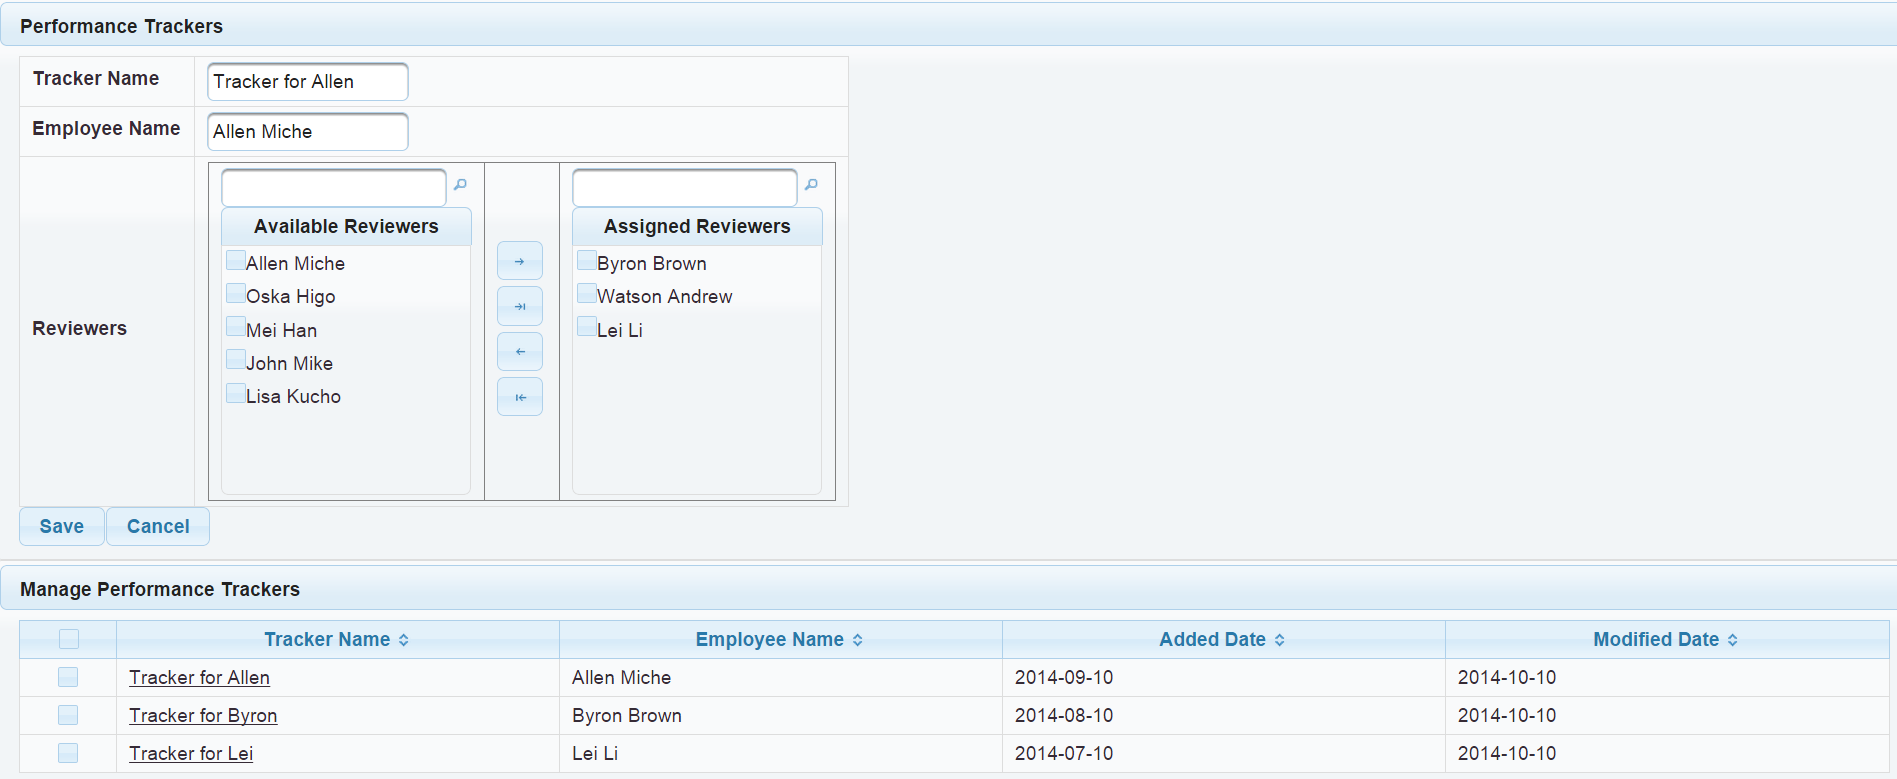 Performance Trackers
Tracker Name Tracker for Allen
Employee Name Allen Miche
Reviewers
Available Reviewers
Allen Miche
Oska Higo
Mei Han
John Mike
Lisa Kucho
Assigned Reviewers
Byron Brown
Watson Andrew
Lei Li
Save Cancel
Manage Performance Trackers
Tracker Name Employee Name Added Date Modified Date
Tracker for Allen Allen Miche 2014-09-10 2014-10-10
Tracker for Byron Byron Brown 2014-08-10 2014-10-10
Tracker for Lei Lei Li 2014-07-10 2014-10-10